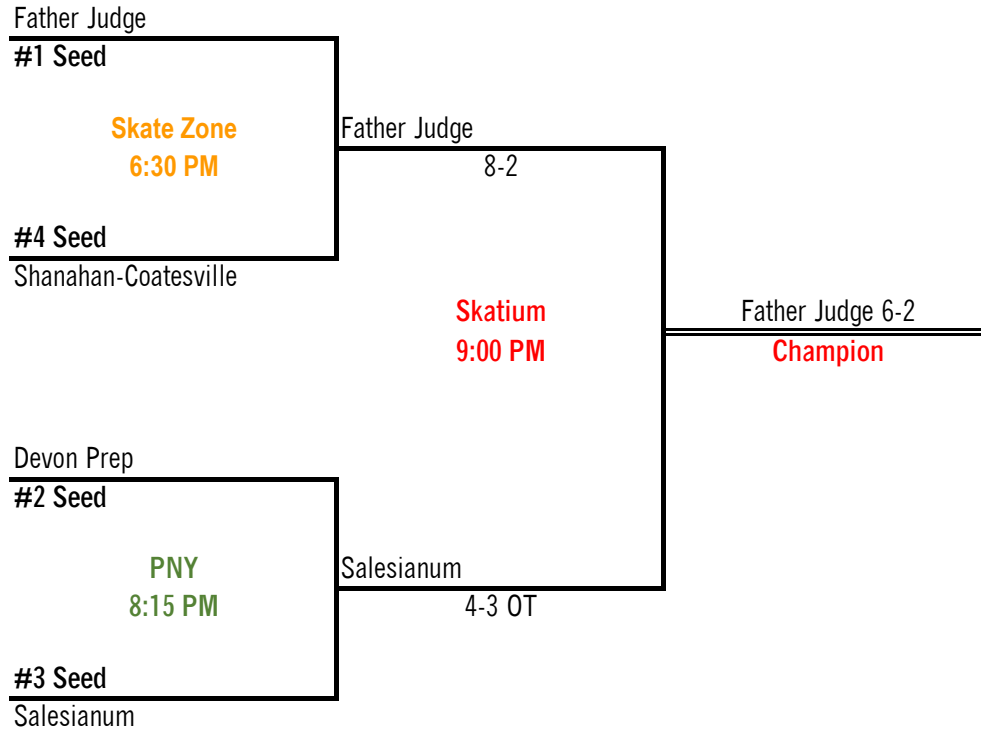 Father Judge
#1 Seed
Skate Zone
6:30 PM
#4 Seed
Shanahan-Coatesville
Father Judge
8-2
Skatium
9:00 PM
Father Judge 6-2
Champion
Devon Prep
#2 Seed
PNY
8:15 PM
#3 Seed
Salesianum
Salesianum
4-3 OT